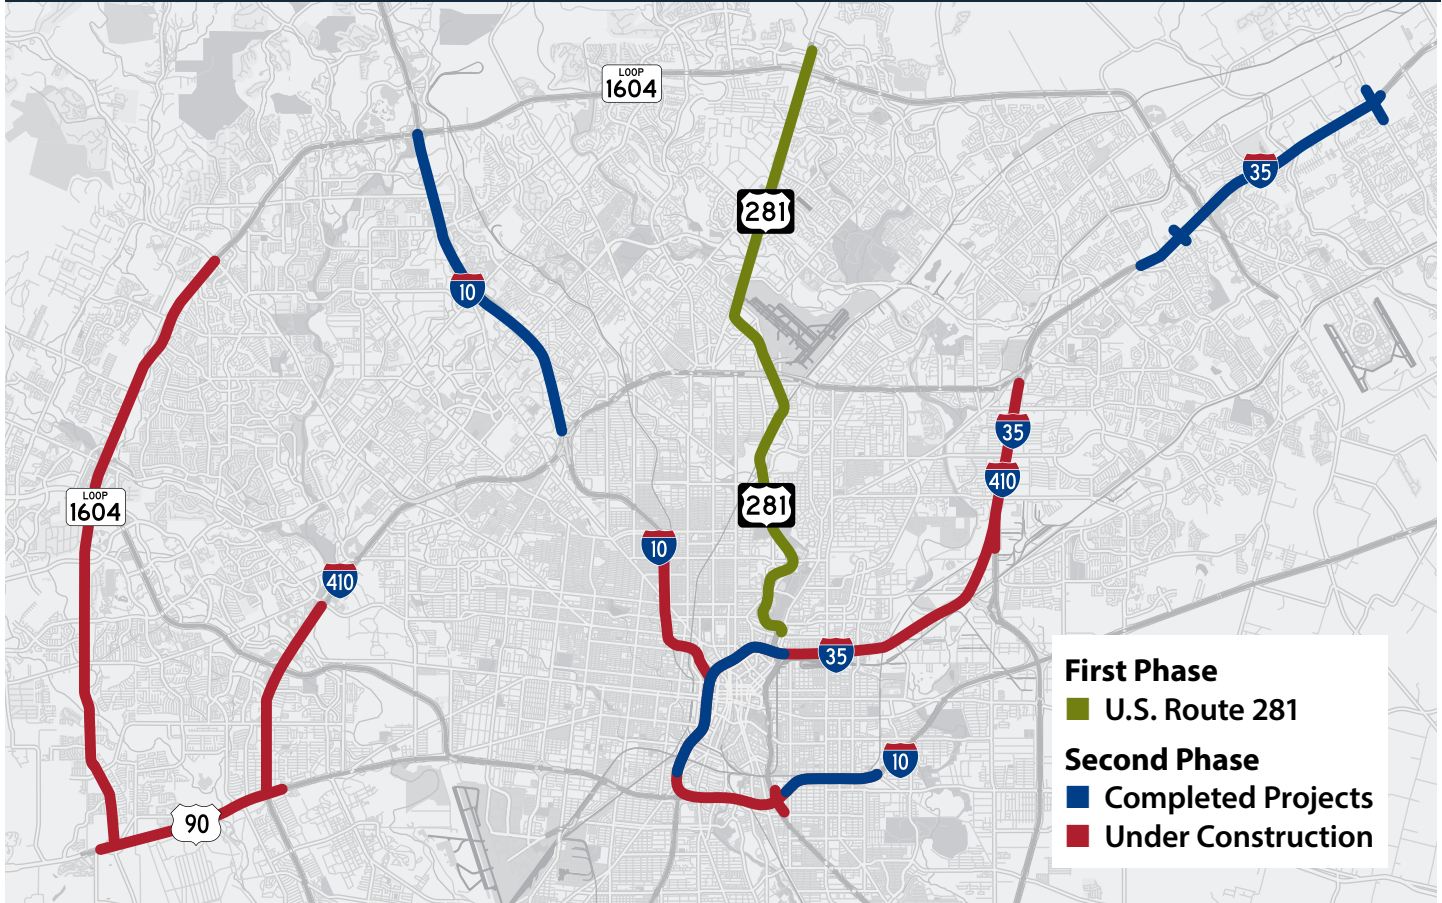 LOOP
1604
35
281
10
35
410
LOOP
1604
281
10
410
35
First Phase
U.S. Route 281
Second Phase
10
Completed Projects
90
Under Construction